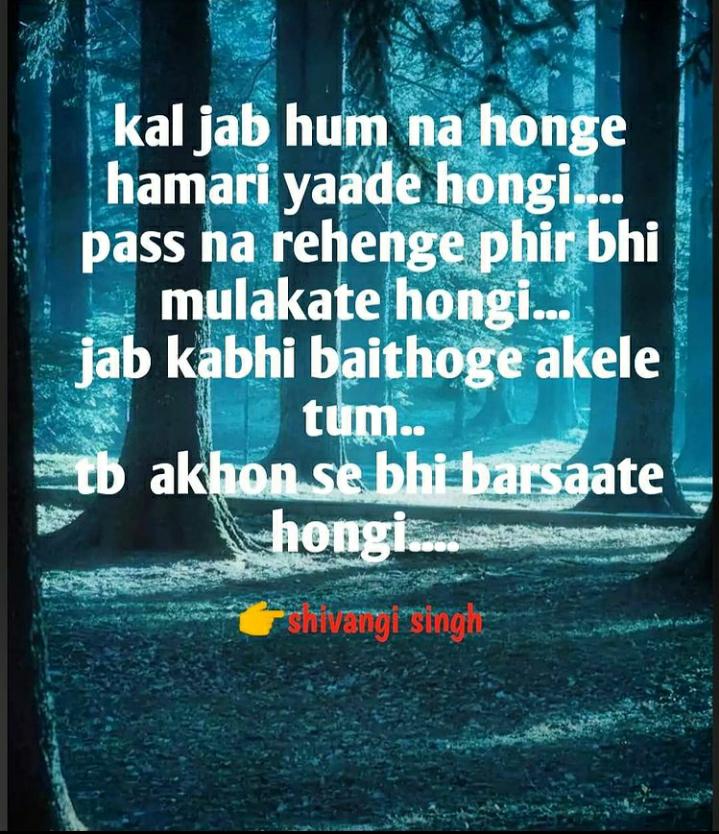 kal jab hum na honge
hamari yaade hongi....
pass na rehenge phir bhi
mulakate hongi...
jab kabhi baithoge akele
tum..
tb akhon se bhi barsaate
hongi....
👉shivangi singh